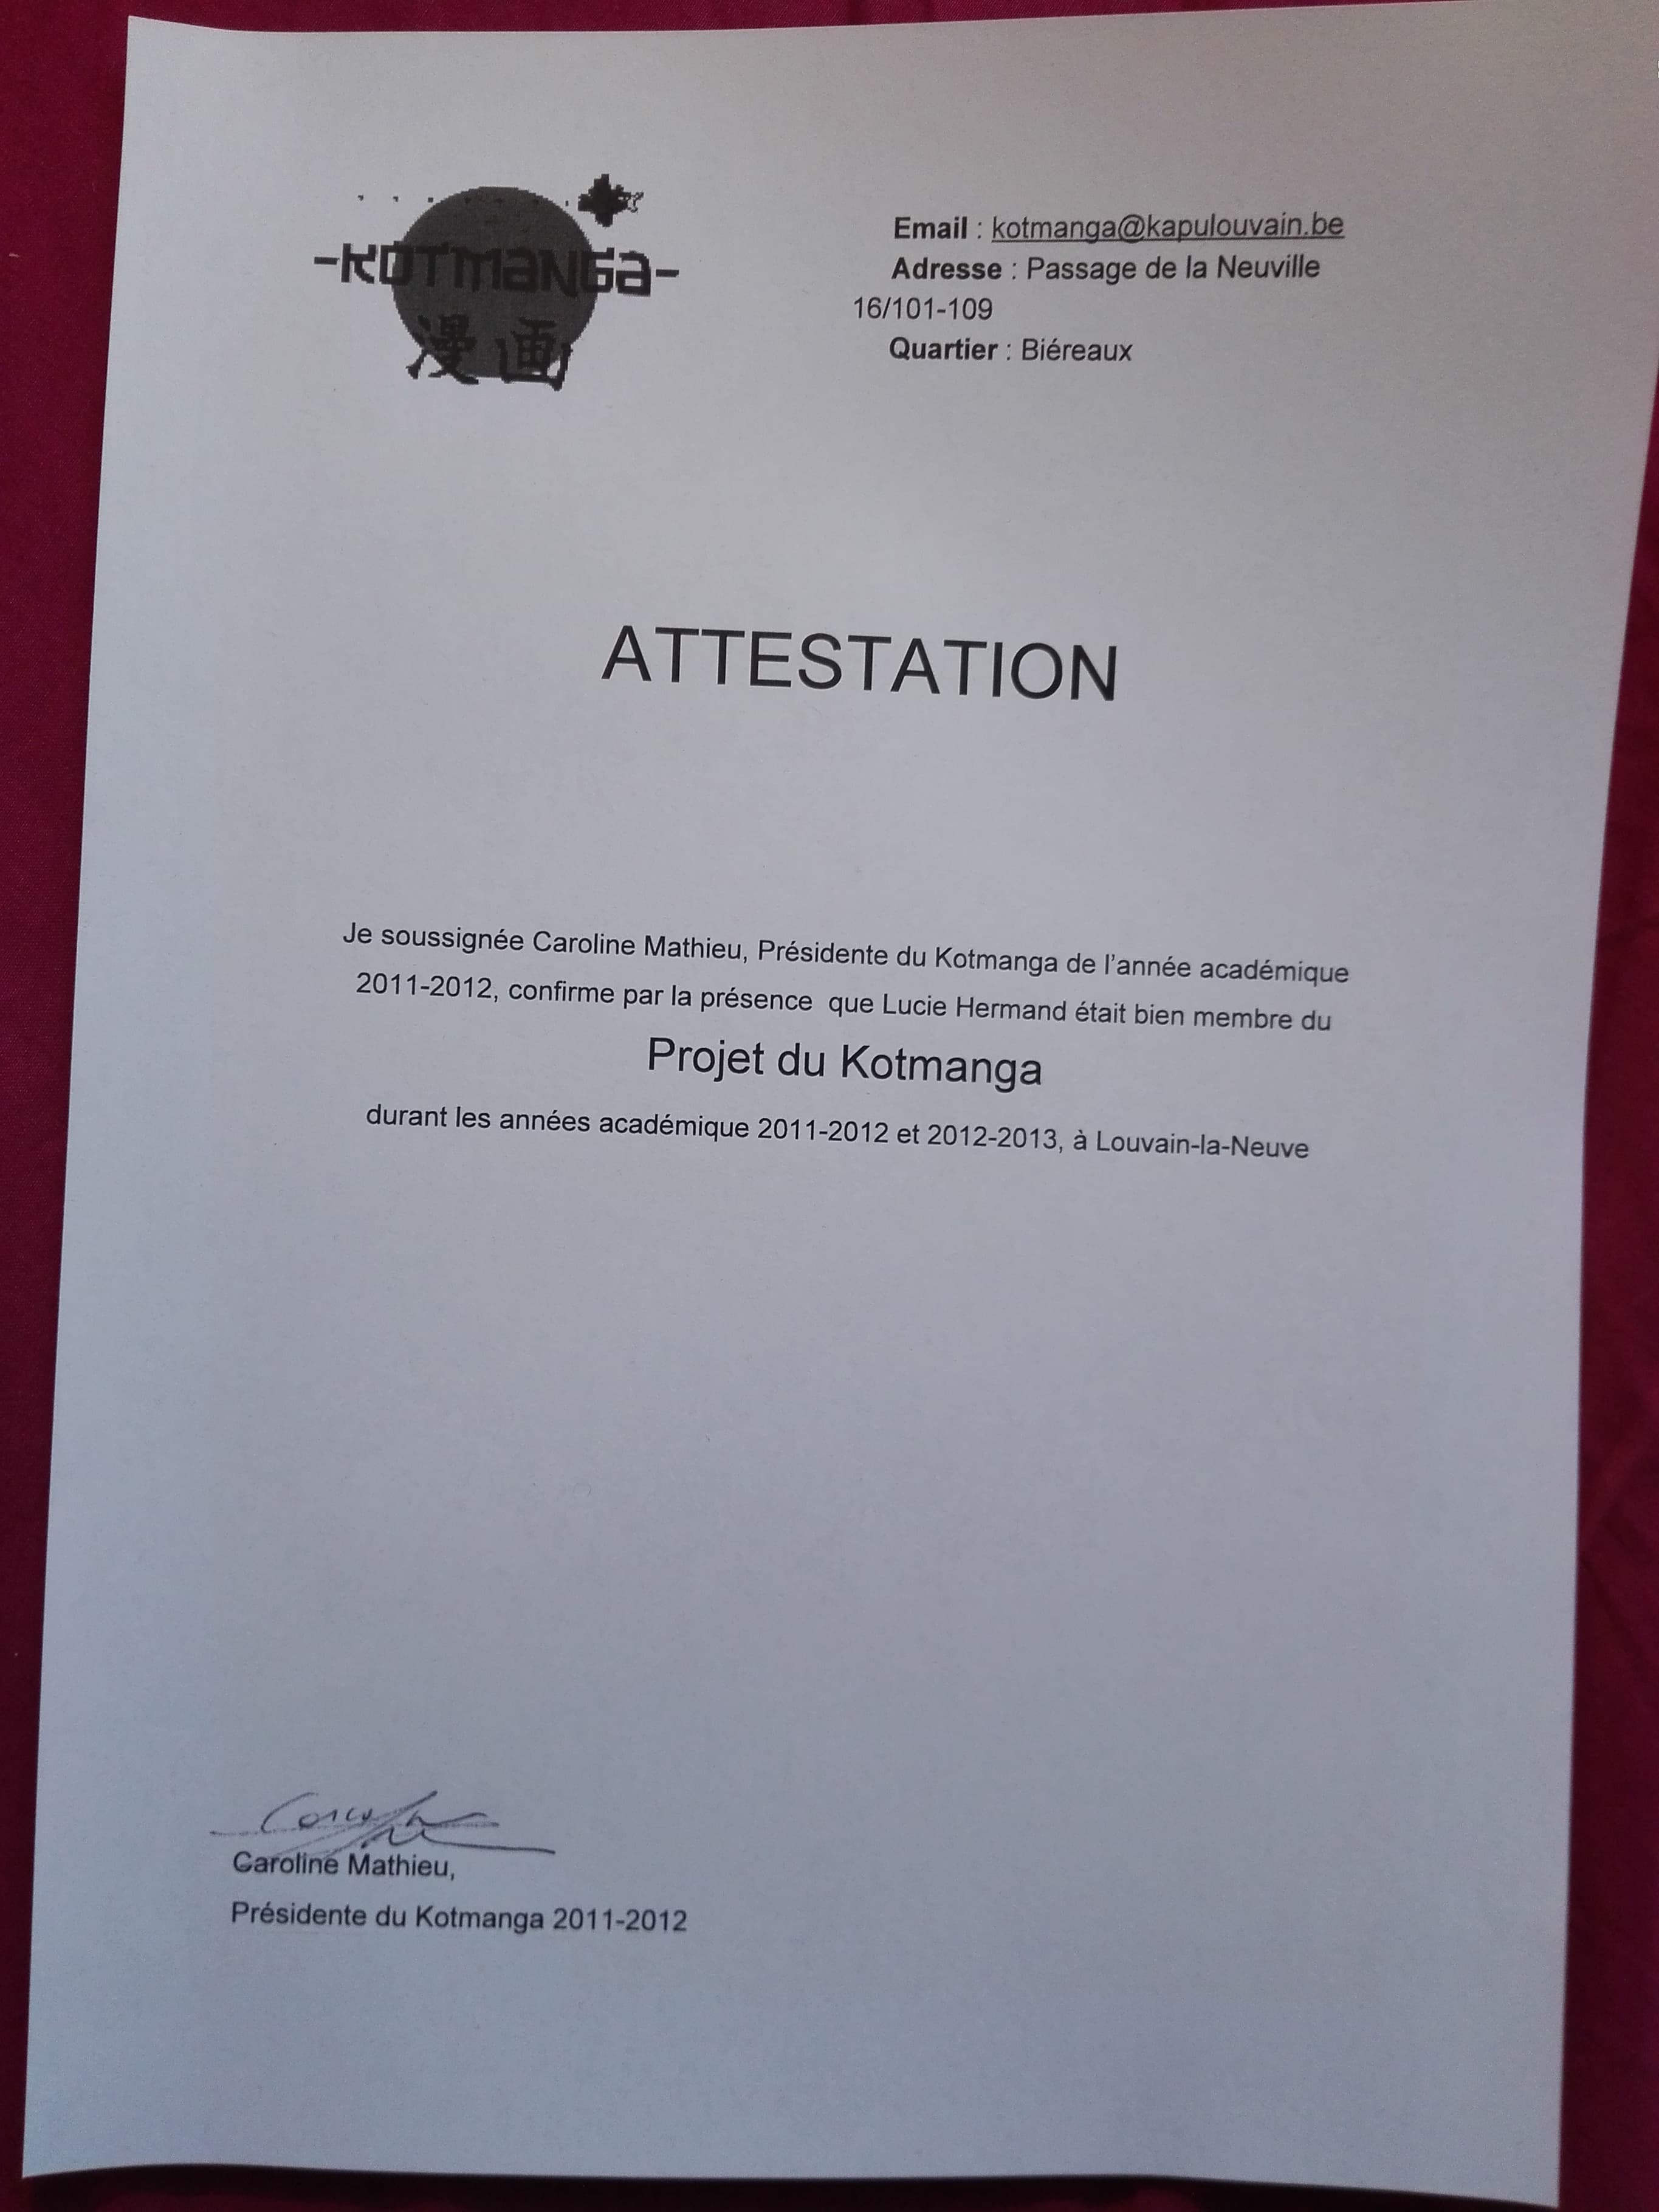 -KOTMANGA-
漫画
Email : kotmanga@kapulouvain.be
Adresse : Passage de la Neuville
16/101-109
Quartier : Biéreaux
ATTESTATION
Je soussignée Caroline Mathieu, Présidente du Kotmanga de l'année académique
2011-2012, confirme par la présence que Lucie Hermand était bien membre du
Projet du Kotmanga
durant les années académique 2011-2012 et 2012-2013, à Louvain-la-Neuve
Caroline Mathieu,
Présidente du Kotmanga 2011-2012